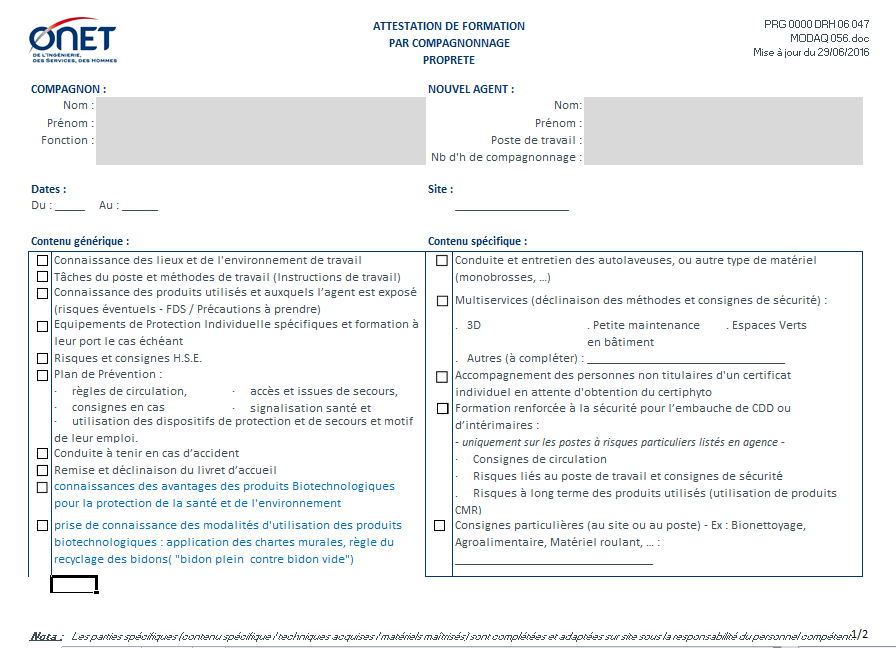 ONET
DE L'INGÉNIERIE,
DES SERVICES, DES HOMMES
ATTESTATION DE FORMATION
PAR COMPAGNONNAGE
PROPRETE
PRG 0000 DRH 06 047
MODAQ 056.doc
Mise à jour du 29/06/2016
COMPAGNON :
Nom :
Prénom :
Fonction :
NOUVEL AGENT :
Nom:
Prénom :
Poste de travail :
Nb d'h de compagnonnage :
Dates :
Du : _____ Au : ______
Site :
___________________
Contenu générique :
Connaissance des lieux et de l'environnement de travail
Tâches du poste et méthodes de travail (Instructions de travail)
Connaissance des produits utilisés et auxquels l'agent est exposé
(risques éventuels - FDS / Précautions à prendre)
Equipements de Protection Individuelle spécifiques et formation à
leur port le cas échéant
Risques et consignes H.S.E.
Plan de Prévention :
· règles de circulation, · accès et issues de secours,
· consignes en cas · signalisation santé et
· utilisation des dispositifs de protection et de secours et motif
de leur emploi.
Conduite à tenir en cas d'accident
Remise et déclinaison du livret d'accueil
connaissances des avantages des produits Biotechnologiques
pour la protection de la santé et de l'environnement
prise de connaissance des modalités d'utilisation des produits
biotechnologiques : application des chartes murales, règle du
recyclage des bidons( "bidon plein contre bidon vide")
Contenu spécifique :
Conduite et entretien des autolaveuses, ou autre type de matériel
(monobrosses, ...)
Multiservices (déclinaison des méthodes et consignes de sécurité) :
. 3D . Petite maintenance . Espaces Verts
en bâtiment
. Autres (à compléter) : _________________________________
Accompagnement des personnes non titulaires d'un certificat
individuel en attente d'obtention du certiphyto
Formation renforcée à la sécurité pour l'embauche de CDD ou
d'intérimaires :
- uniquement sur les postes à risques particuliers listés en agence -
· Consignes de circulation
· Risques liés au poste de travail et consignes de sécurité
. Risques à long terme des produits utilisés (utilisation de produits
CMR)
Consignes particulières (au site ou au poste) - Ex : Bionettoyage,
Agroalimentaire, Matériel roulant, ... :
_________________________________
Nota : Les parties spécifiques (contenu spécifique / techniques acquises / matériels maîtrisés) sont complétées et adaptées sur site sous la responsabilité du personnel compétent.
1/2